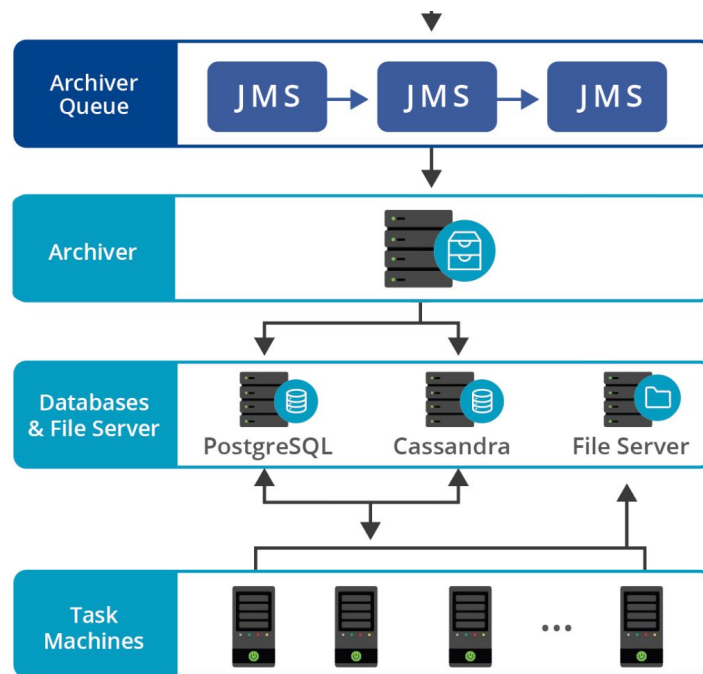 Archiver
Queue
JMS
JMS
JMS
Archiver
Databases
& File Server
PostgreSQL
Cassandra
File Server
Task
Machines
...